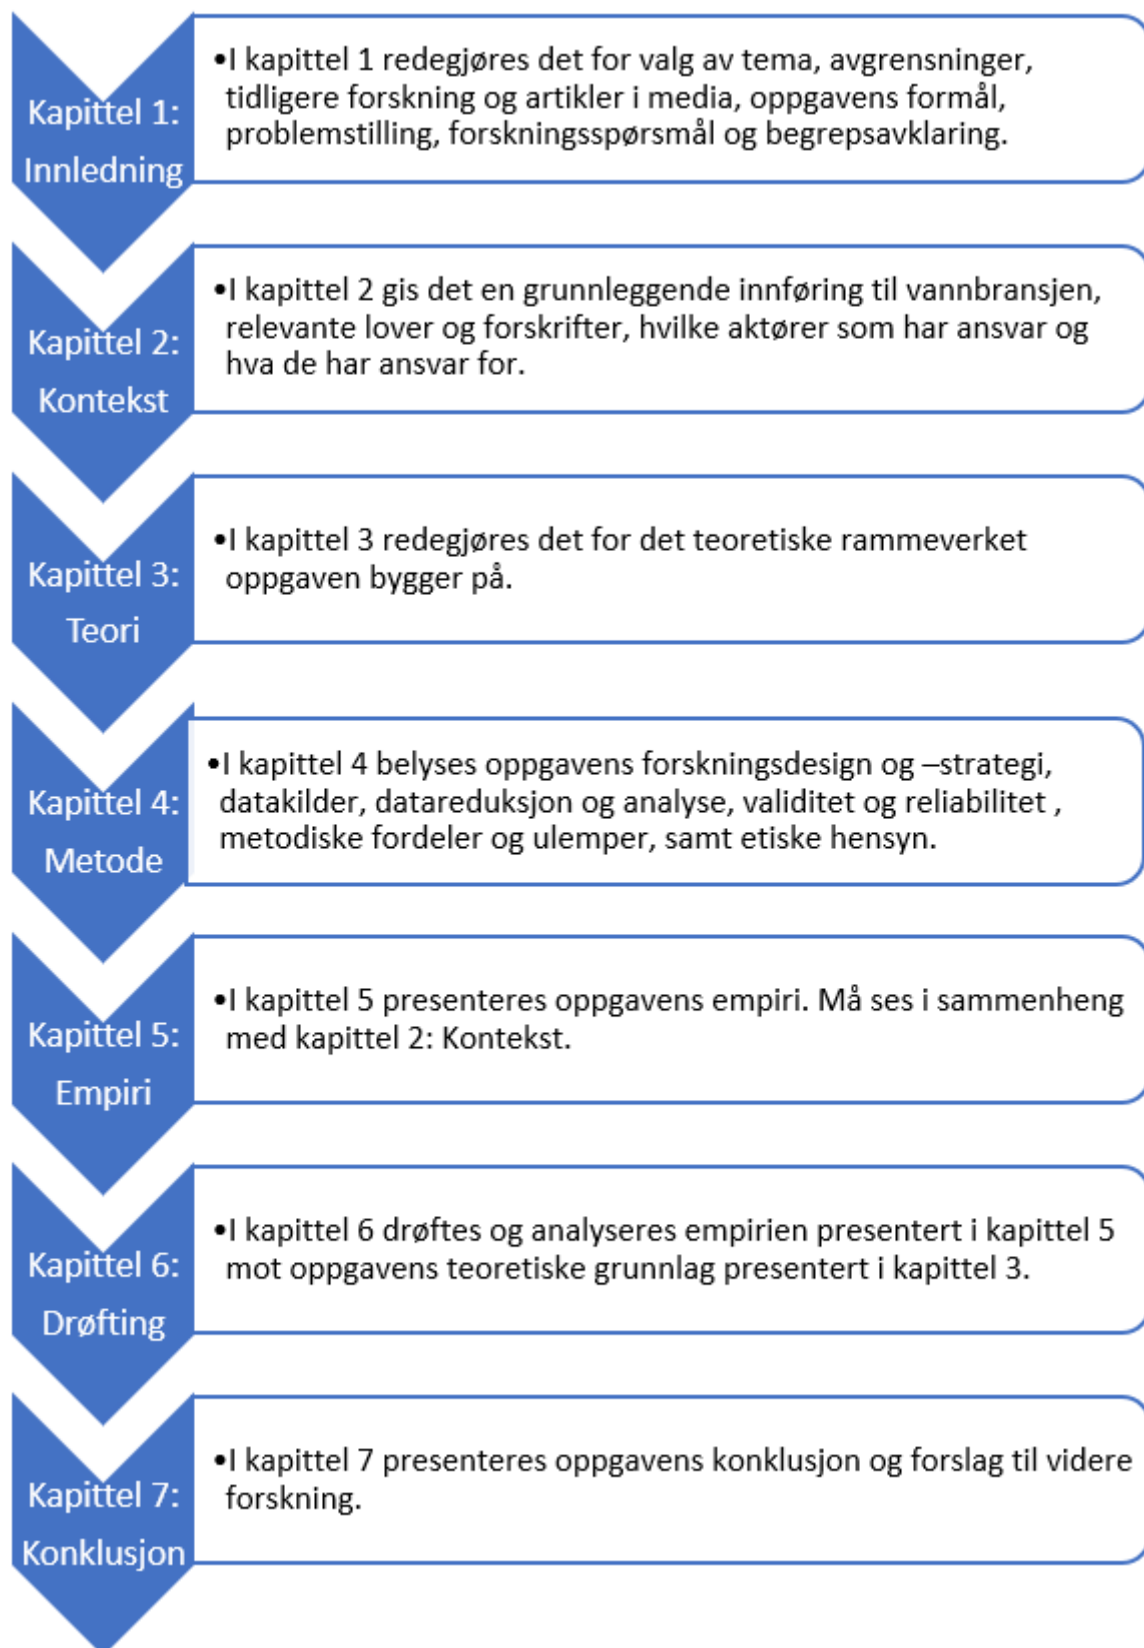 Kapittel 1:
Innledning
•I kapittel 1 redegjøres det for valg av tema, avgrensninger,
tidligere forskning og artikler i media, oppgavens formål,
problemstilling, forskningsspørsmål og begrepsavklaring.
Kapittel 2:
Kontekst
•I kapittel 2 gis det en grunnleggende innføring til vannbransjen,
relevante lover og forskrifter, hvilke aktører som har ansvar og
hva de har ansvar for.
Kapittel 3:
Teori
•I kapittel 3 redegjøres det for det teoretiske rammeverket
oppgaven bygger på.
Kapittel 4:
Metode
•I kapittel 4 belyses oppgavens forskningsdesign og –strategi,
datakilder, datareduksjon og analyse, validitet og reliabilitet ,
metodiske fordeler og ulemper, samt etiske hensyn.
Kapittel 5:
Empiri
•I kapittel 5 presenteres oppgavens empiri. Må ses i sammenheng
med kapittel 2: Kontekst.
Kapittel 6:
Drøfting
•I kapittel 6 drøftes og analyseres empirien presentert i kapittel 5
mot oppgavens teoretiske grunnlag presentert i kapittel 3.
Kapittel 7:
Konklusjon
•I kapittel 7 presenteres oppgavens konklusjon og forslag til videre
forskning.